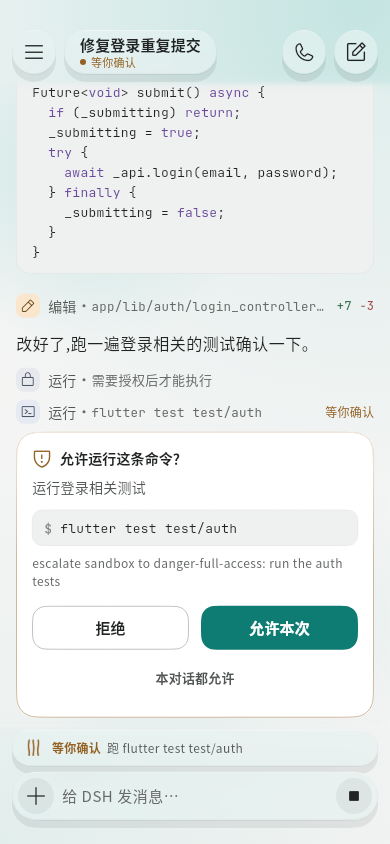 修复登录重复提交
等你确认
Future<void> submit() async {
if (_submitting) return;
_submitting = true;
try {
await _api.login(email, password);
} finally {
_submitting = false;
}
}
编辑 · app/lib/auth/login_controller… +7 -3
改好了,跑一遍登录相关的测试确认一下。
运行 · 需要授权后才能执行
运行 · flutter test test/auth 等你确认
允许运行这条命令?
运行登录相关测试
$ flutter test test/auth
escalate sandbox to danger-full-access: run the auth
tests
拒绝 允许本次
本对话都允许
等你确认 跑 flutter test test/auth
给 DSH 发消息…